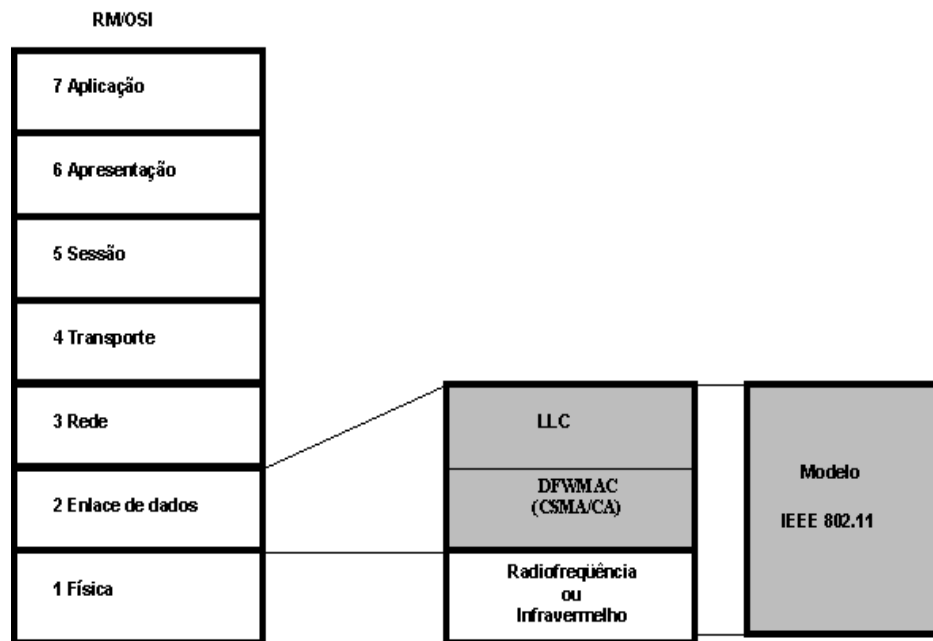 RM/OSI
7 Aplicação
6 Apresentação
5 Sessão
4 Transporte
3 Rede
2 Enlace de dados
1 Física
LLC
DFWMAC
(CSMA/CA)
Radiofreqüência
ou
Infravermelho
Modelo
IEEE 802.11